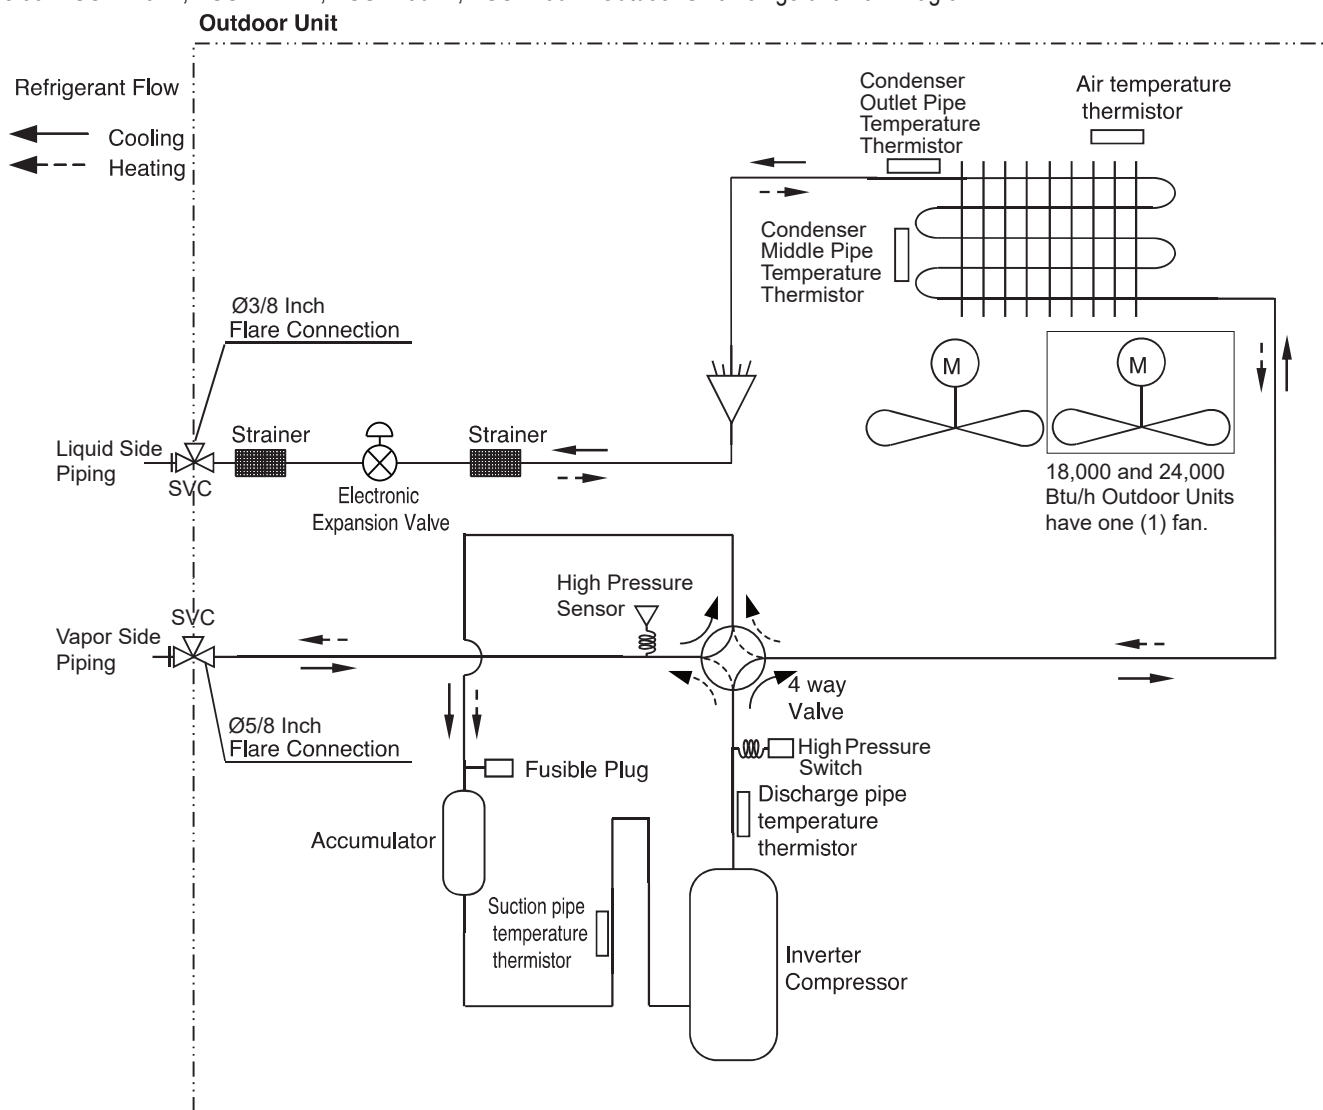 Outdoor Unit
Refrigerant Flow
Cooling
Heating
Condenser
Outlet Pipe
Temperature
Thermistor
Air temperature
thermistor
Condenser
Middle Pipe
Temperature
Thermistor
Ø3/8 Inch
Flare Connection
M
M
Liquid Side
Piping
SVC
Strainer
Strainer
Electronic
Expansion Valve
18,000 and 24,000
Btu/h Outdoor Units
have one (1) fan.
High Pressure
Sensor
SVC
Vapor Side
Piping
4 way
Valve
Ø5/8 Inch
Flare Connection
High Pressure
Switch
Fusible Plug
Discharge pipe
temperature
thermistor
Accumulator
Suction pipe
temperature
thermistor
Inverter
Compressor